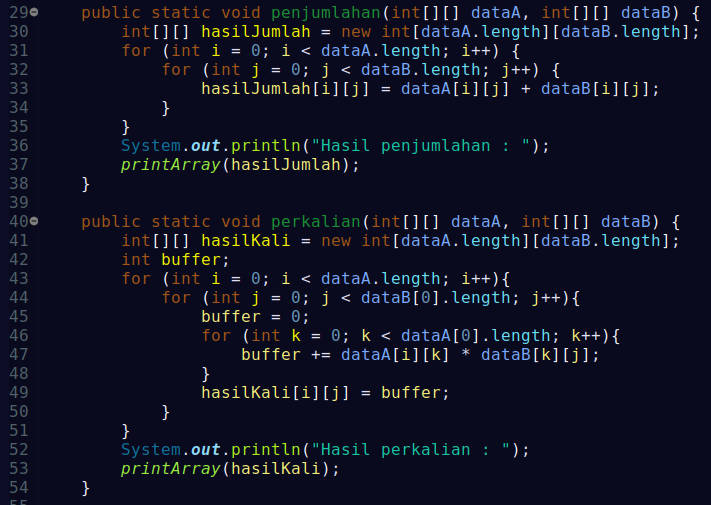 29 public static void penjumlahan(int[][] dataA, int[][] dataB) {
30 int[][] hasilJumlah = new int[dataA.length][dataB.length];
31 for (int i = 0; i < dataA.length; i++) {
32 for (int j = 0; j < dataB.length; j++) {
33 hasilJumlah[i][j] = dataA[i][j] + dataB[i][j];
34 }
35 }
36 System.out.println("Hasil penjumlahan : ");
37 printArray(hasilJumlah);
38 }
39
40 public static void perkalian(int[][] dataA, int[][] dataB) {
41 int[][] hasilKali = new int[dataA.length][dataB.length];
42 int buffer;
43 for (int i = 0; i < dataA.length; i++){
44 for (int j = 0; j < dataB[0].length; j++){
45 buffer = 0;
46 for (int k = 0; k < dataA[0].length; k++){
47 buffer += dataA[i][k] * dataB[k][j];
48 }
49 hasilKali[i][j] = buffer;
50 }
51 }
52 System.out.println("Hasil perkalian : ");
53 printArray(hasilKali);
54 }